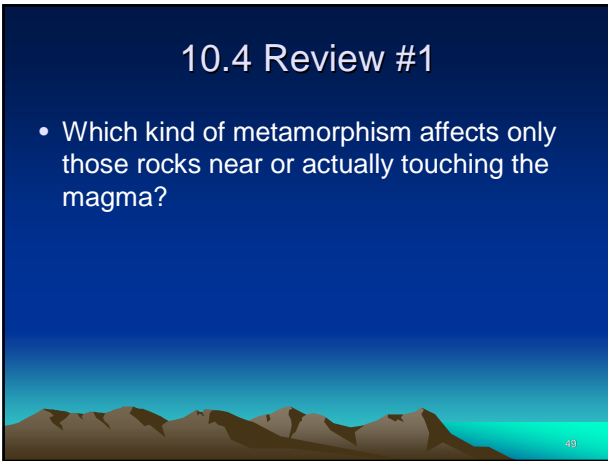 10.4 Review #1
• Which kind of metamorphism affects only
those rocks near or actually touching the
magma?
49